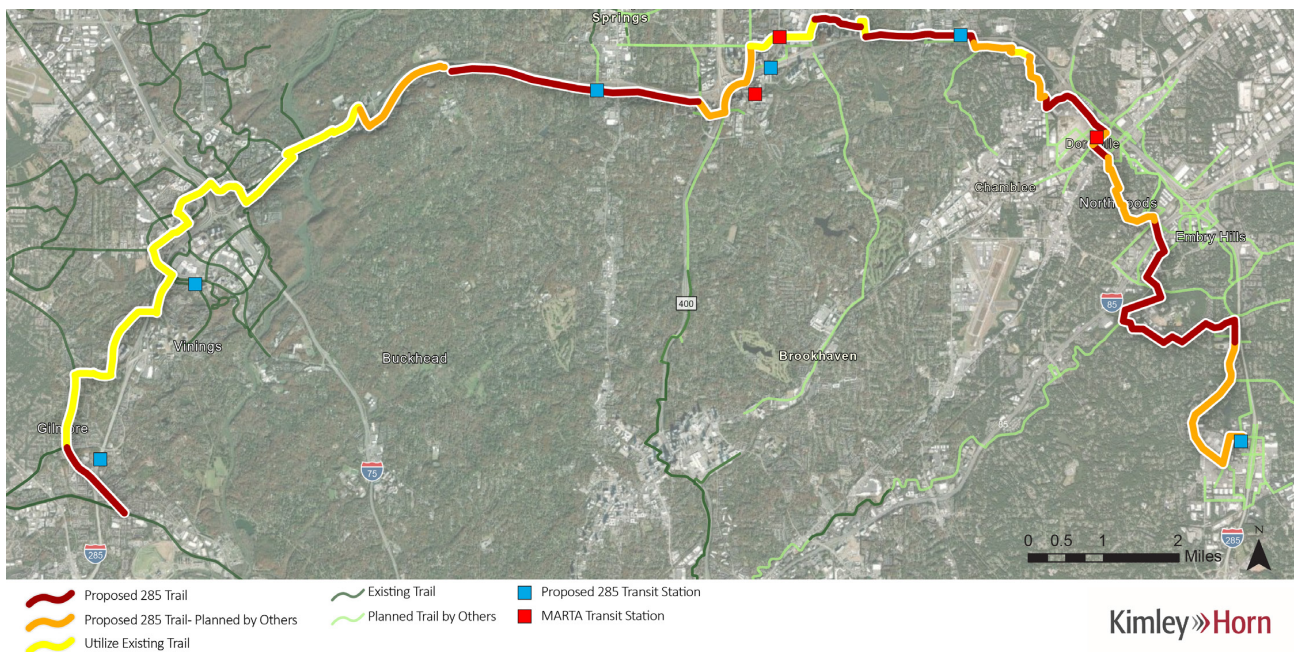 Springs
Doraville
Chamblee
Northwoods
Embry Hills
85
400
Vinings
Buckhead
Brookhaven
Gilmore
85
75
285
285
N
0 0.5 1 2
Miles
Proposed 285 Trail
Proposed 285 Trail- Planned by Others
Utilize Existing Trail
Existing Trail
Planned Trail by Others
Proposed 285 Transit Station
MARTA Transit Station
Kimley»Horn